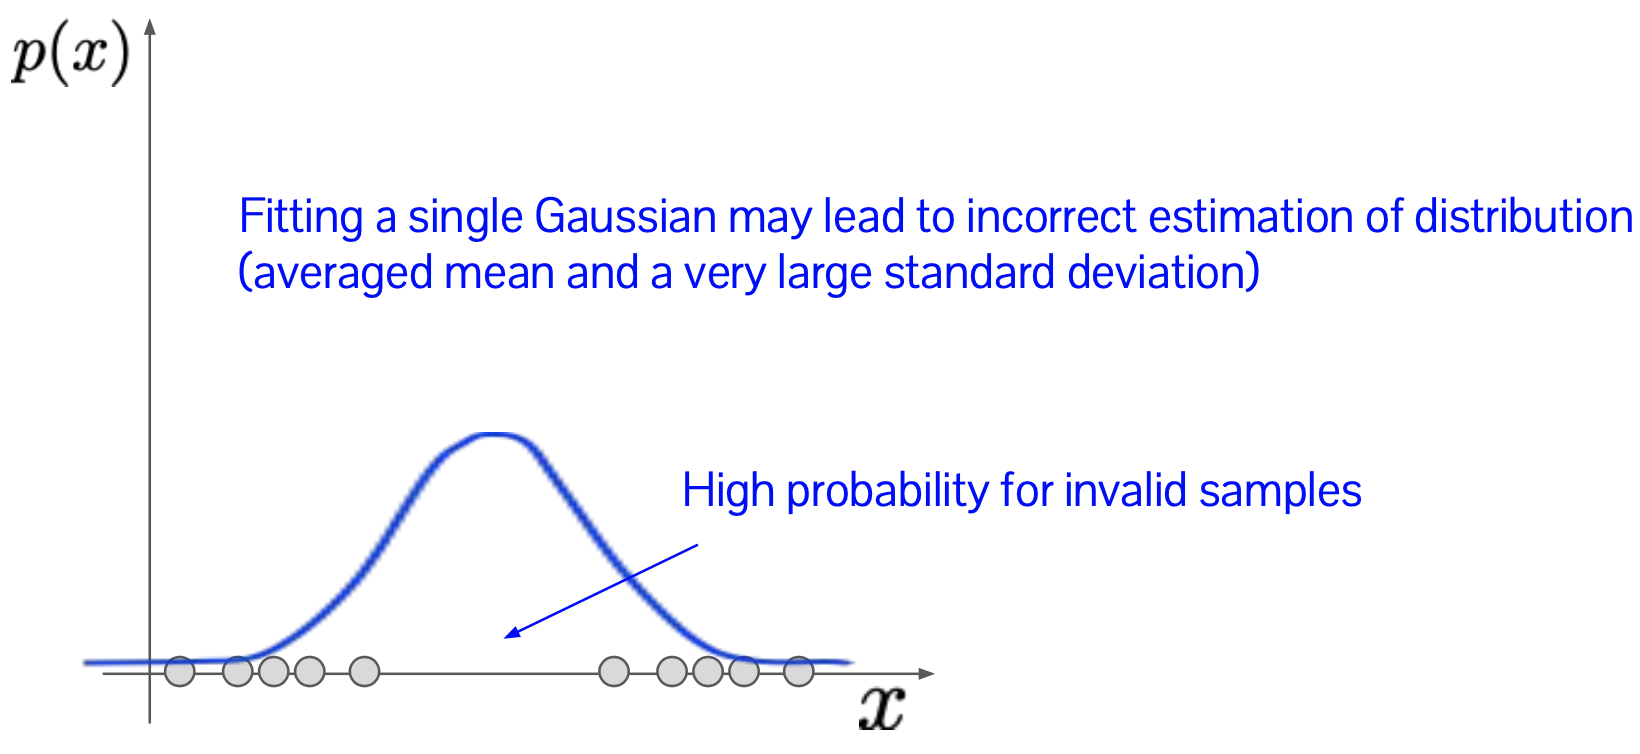 p(x)
Fitting a single Gaussian may lead to incorrect estimation of distribution
(averaged mean and a very large standard deviation)
High probability for invalid samples
x